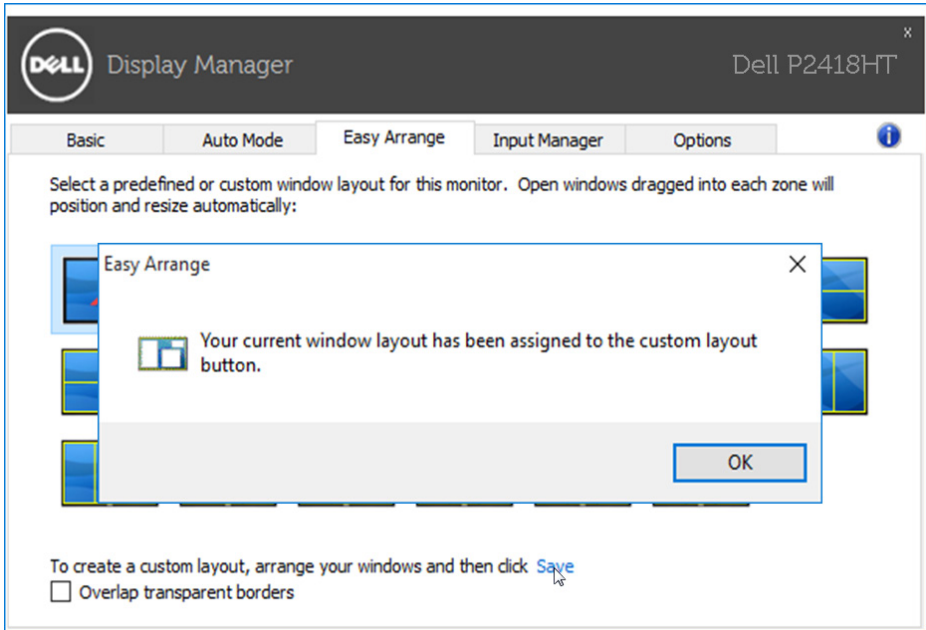 DELL
Display Manager
Dell P2418HT
x
Basic
Auto Mode
Easy Arrange
Input Manager
Options
i
Select a predefined or custom window layout for this monitor. Open windows dragged into each zone will
position and resize automatically:
Easy Arrange
Your current window layout has been assigned to the custom layout
button.
OK
To create a custom layout, arrange your windows and then click Save
Overlap transparent borders